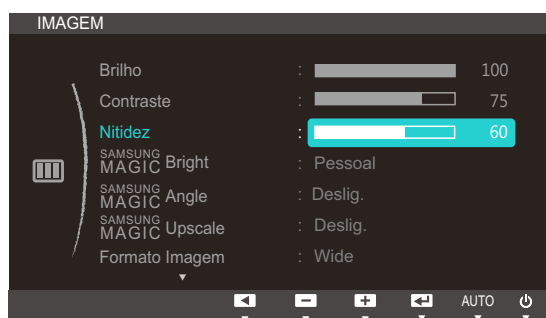 IMAGEM
Brilho : 100
Contraste : 75
Nitidez : 60
SAMSUNG MAGIC Bright : Pessoal
SAMSUNG MAGIC Angle : Deslig.
SAMSUNG MAGIC Upscale : Deslig.
Formato Imagem : Wide
AUTO